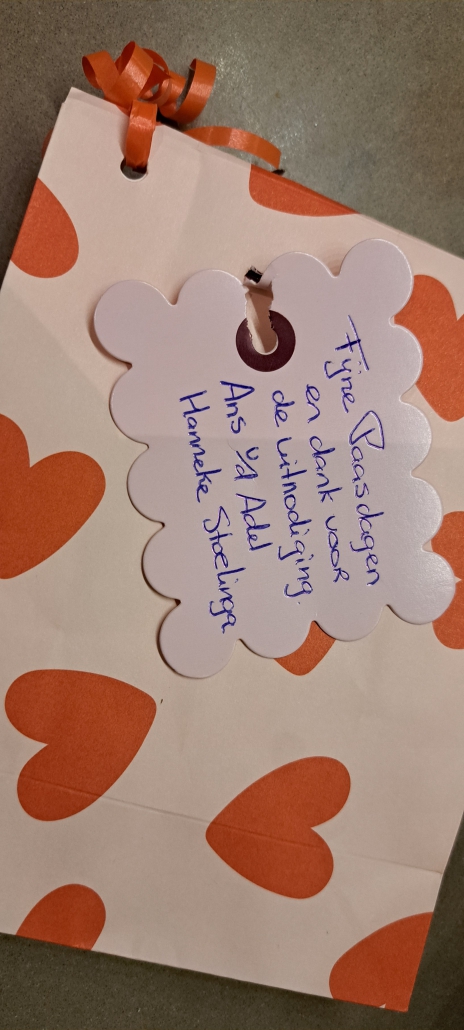 Fijne Paasdagen
en dank voor
de uitnodiging.
Ans v/d Adel
Hanneke Stoelinga